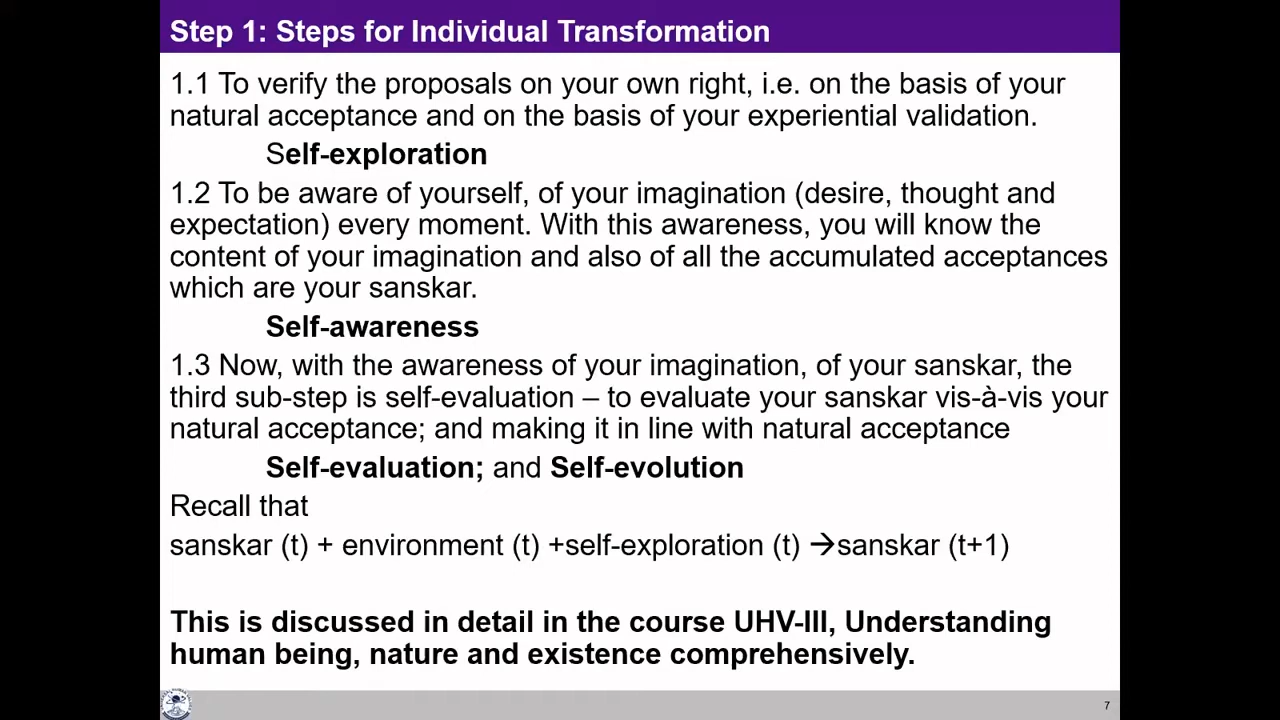 Step 1: Steps for Individual Transformation
1.1 To verify the proposals on your own right, i.e. on the basis of your
natural acceptance and on the basis of your experiential validation.
Self-exploration
1.2 To be aware of yourself, of your imagination (desire, thought and
expectation) every moment. With this awareness, you will know the
content of your imagination and also of all the accumulated acceptances
which are your sanskar.
Self-awareness
1.3 Now, with the awareness of your imagination, of your sanskar, the
third sub-step is self-evaluation – to evaluate your sanskar vis-à-vis your
natural acceptance; and making it in line with natural acceptance
Self-evaluation; and Self-evolution
Recall that
sanskar (t) + environment (t) +self-exploration (t) →sanskar (t+1)
This is discussed in detail in the course UHV-III, Understanding
human being, nature and existence comprehensively.
7